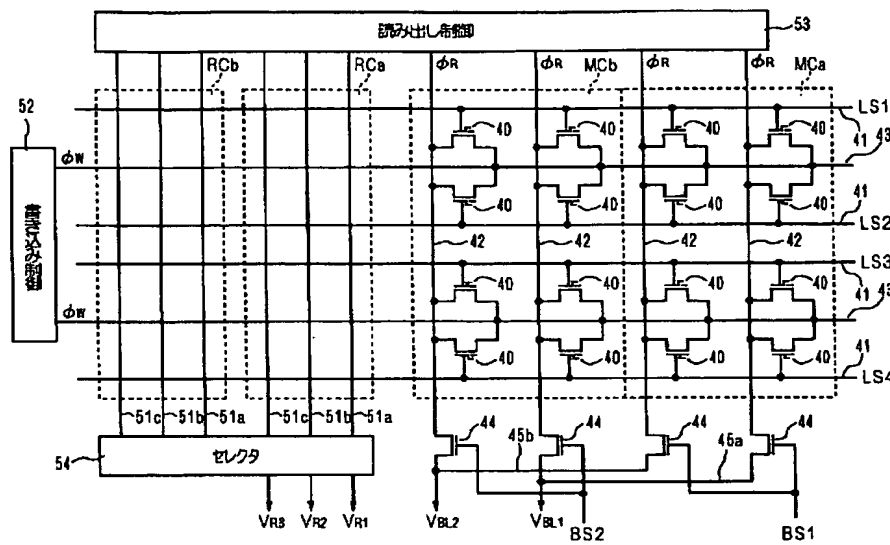 読み出し制御
53
φR φR φR φR
RCb RCa MCb MCa
52
LS1
40 40 40 40
41 43
φW
40 40 40 40
41
LS2
書き込み制御
42 42 42 42
LS3
40 40 40 40
41 43
φW
40 40 40 40
41
LS4
51c 51b 51a 51c 51b 51a
44 44 44 44
54
セレクタ
45b 45a
VR3 VR2 VR1 VBL2 VBL1
BS2 BS1